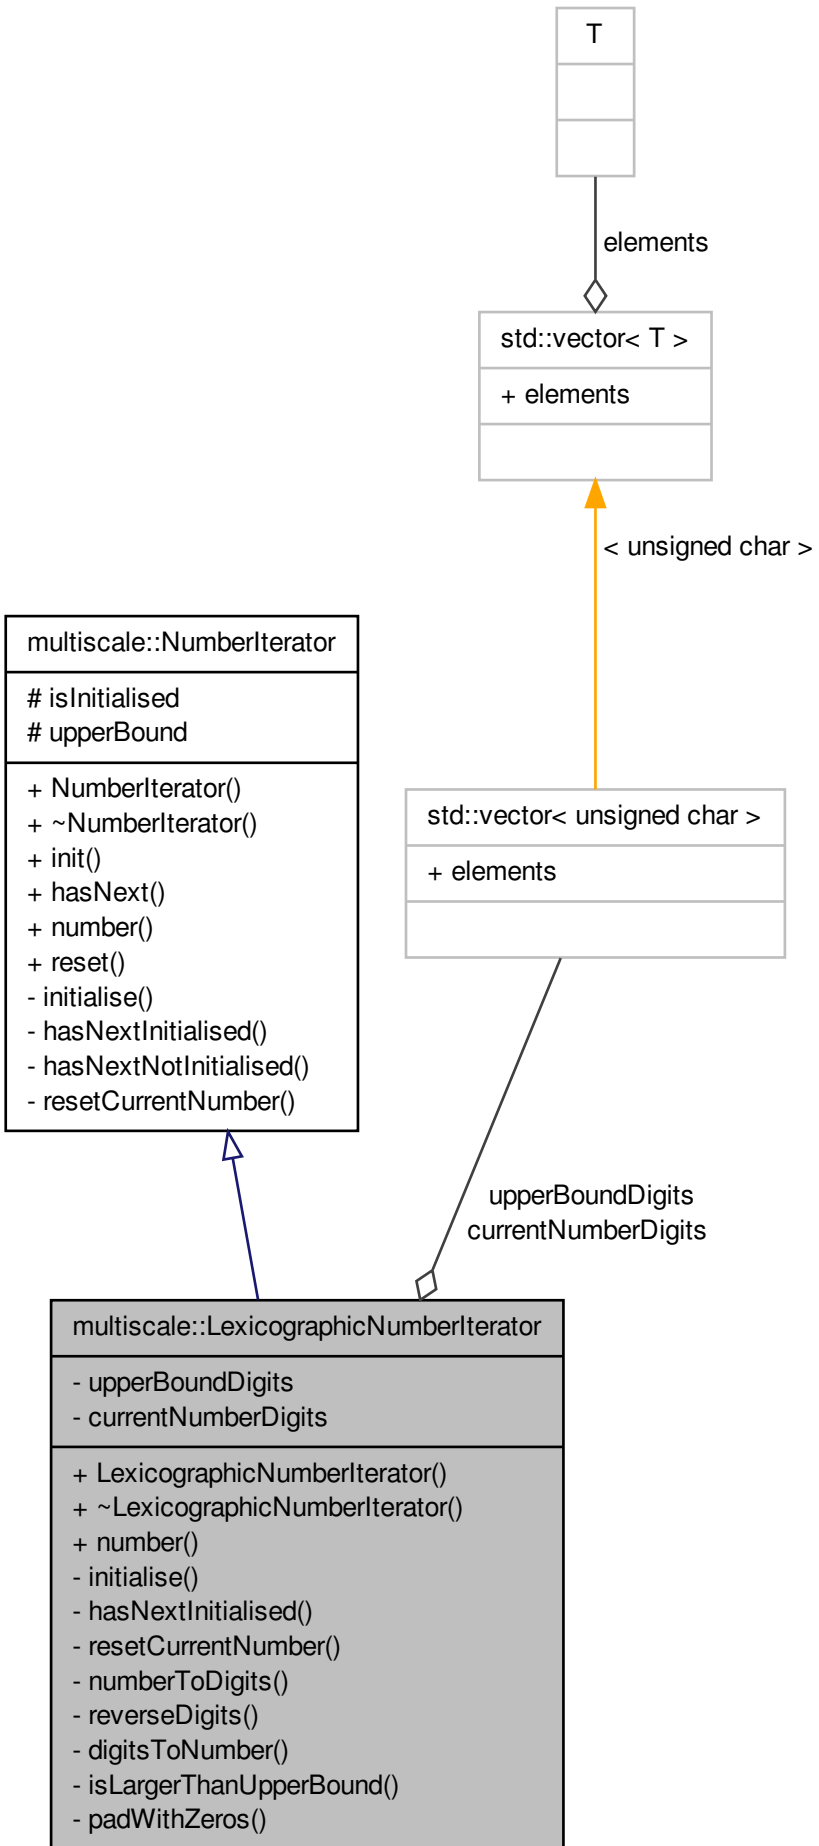 T
elements
std::vector< T >
+ elements
< unsigned char >
multiscale::NumberIterator
# isInitialised
# upperBound
+ NumberIterator()
+ ~NumberIterator()
+ init()
+ hasNext()
+ number()
+ reset()
- initialise()
- hasNextInitialised()
- hasNextNotInitialised()
- resetCurrentNumber()
std::vector< unsigned char >
+ elements
upperBoundDigits
currentNumberDigits
multiscale::LexicographicNumberIterator
- upperBoundDigits
- currentNumberDigits
+ LexicographicNumberIterator()
+ ~LexicographicNumberIterator()
+ number()
- initialise()
- hasNextInitialised()
- resetCurrentNumber()
- numberToDigits()
- reverseDigits()
- digitsToNumber()
- isLargerThanUpperBound()
- padWithZeros()